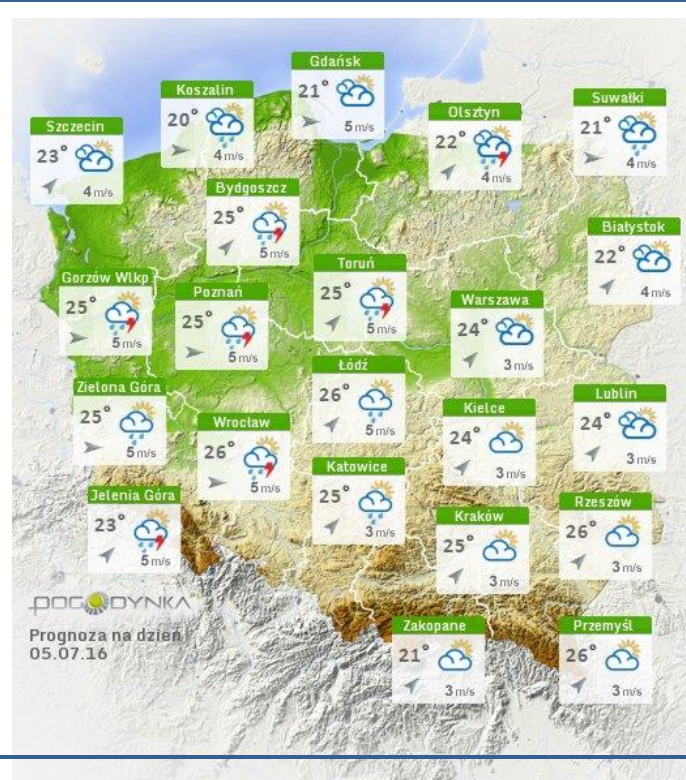 Gdańsk
21°
5 m/s
Koszalin
20°
4 m/s
Szczecin
23°
4 m/s
Olsztyn
22°
4 m/s
Suwałki
21°
4 m/s
Bydgoszcz
25°
5 m/s
Białystok
22°
4 m/s
Gorzów Wlkp
25°
5 m/s
Poznań
25°
5 m/s
Toruń
25°
5 m/s
Warszawa
24°
3 m/s
Zielona Góra
25°
5 m/s
Łódź
26°
5 m/s
Wrocław
26°
5 m/s
Kielce
24°
3 m/s
Lublin
24°
3 m/s
Katowice
25°
3 m/s
Jelenia Góra
23°
5 m/s
Kraków
25°
3 m/s
Rzeszów
26°
3 m/s
Zakopane
21°
3 m/s
Przemyśl
26°
3 m/s
POGODYNKA
Prognoza na dzień
05.07.16